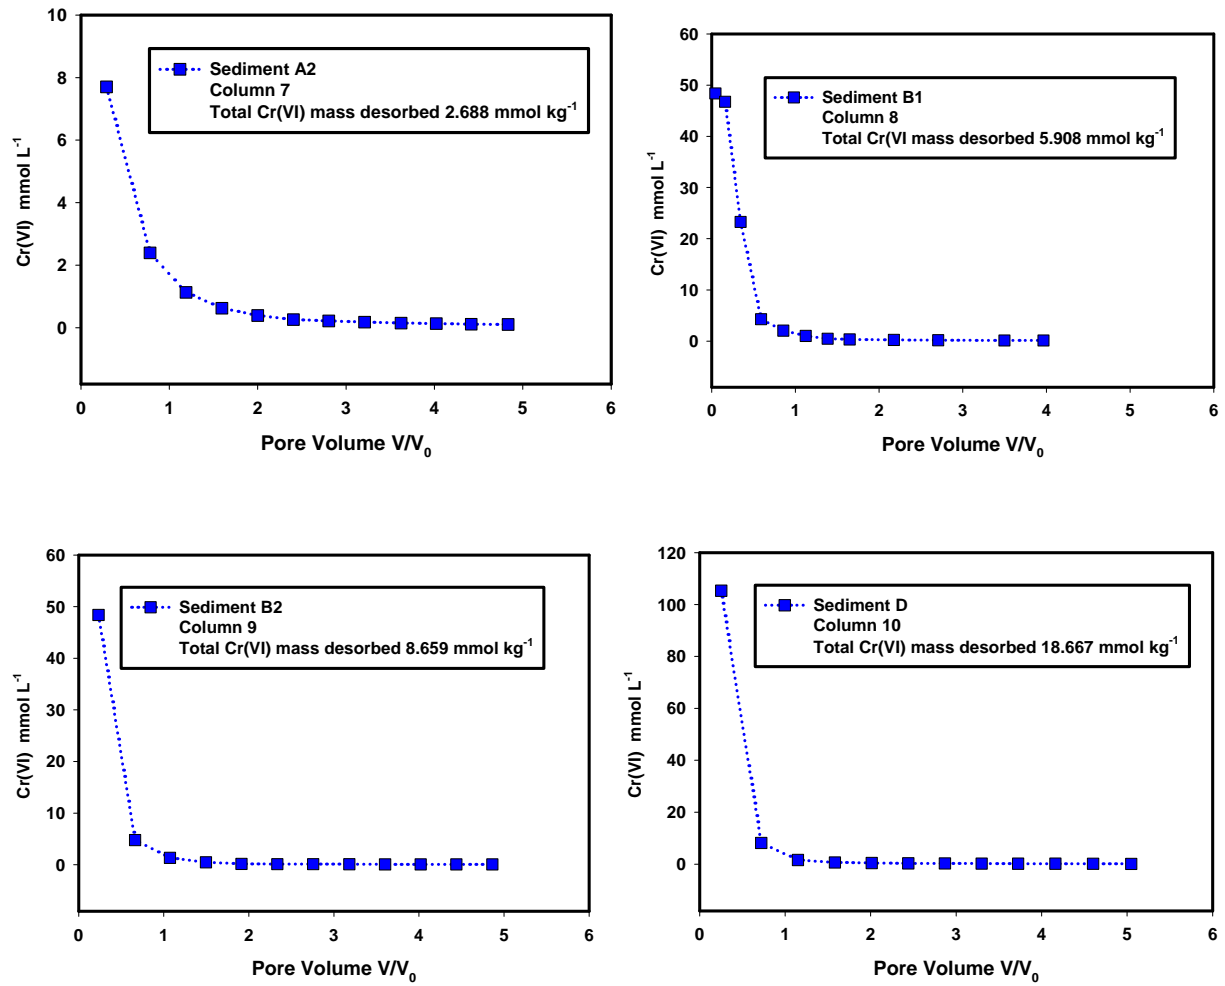 10
8
6
4
2
0
Cr(VI) mmol L⁻¹
Sediment A2
Column 7
Total Cr(VI) mass desorbed 2.688 mmol kg⁻¹
0 1 2 3 4 5 6
Pore Volume V/V₀
60
50
40
30
20
10
0
Cr(VI) mmol L⁻¹
Sediment B1
Column 8
Total Cr(VI mass desorbed 5.908 mmol kg⁻¹
0 1 2 3 4 5 6
Pore Volume V/V₀
60
50
40
30
20
10
0
Cr(VI) mmol L⁻¹
Sediment B2
Column 9
Total Cr(VI) mass desorbed 8.659 mmol kg⁻¹
0 1 2 3 4 5 6
Pore Volume V/V₀
120
100
80
60
40
20
0
Cr(VI) mmol L⁻¹
Sediment D
Column 10
Total Cr(VI) mass desorbed 18.667 mmol kg⁻¹
0 1 2 3 4 5 6
Pore Volume V/V₀